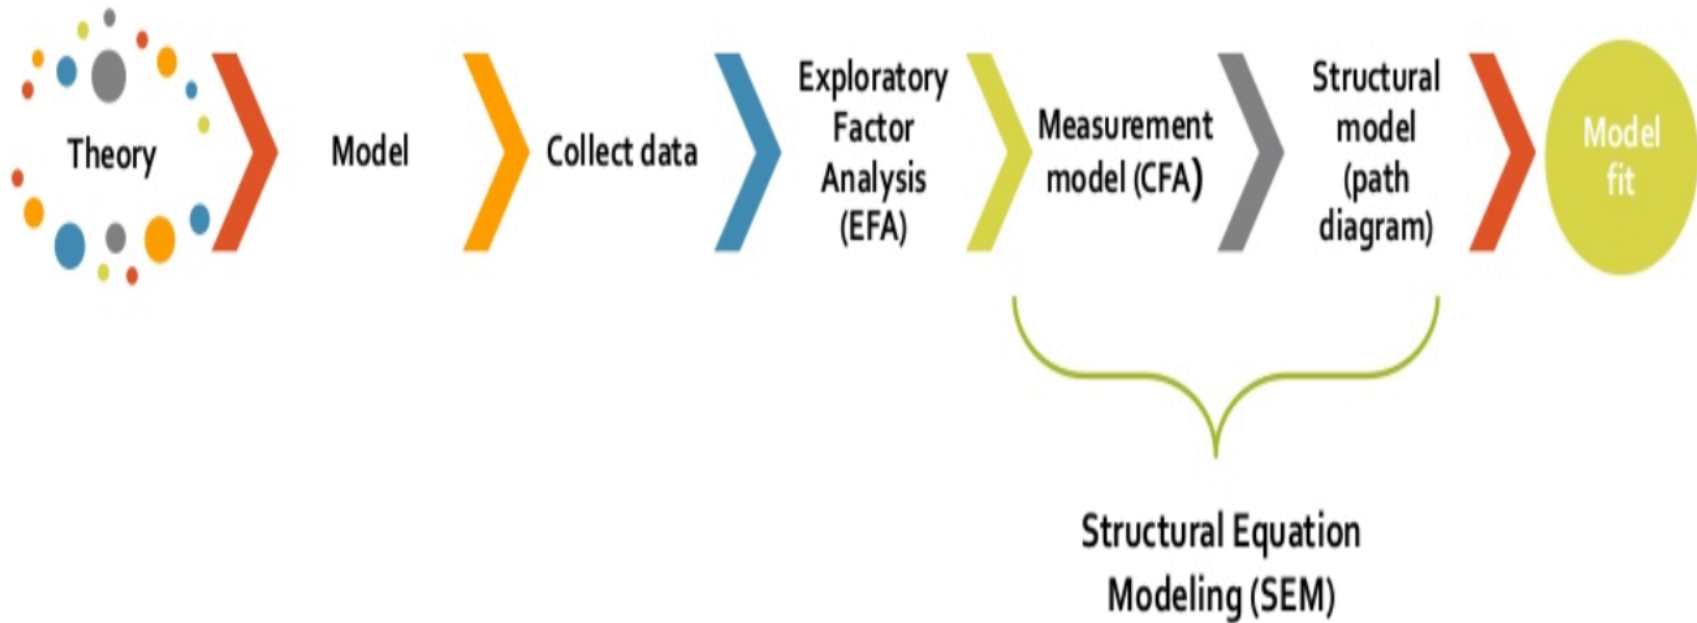 Theory
Model
Collect data
Exploratory
Factor
Analysis
(EFA)
Measurement
model (CFA)
Structural
model
(path
diagram)
Model
fit
Structural Equation
Modeling (SEM)